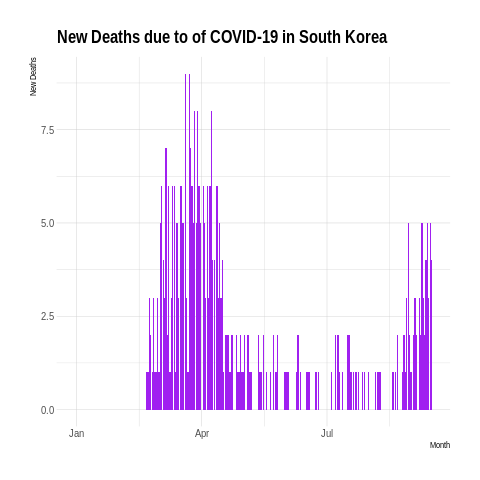 New Deaths due to of COVID-19 in South Korea
New Deaths
7.5
5.0
2.5
0.0
Jan Apr Jul
Month